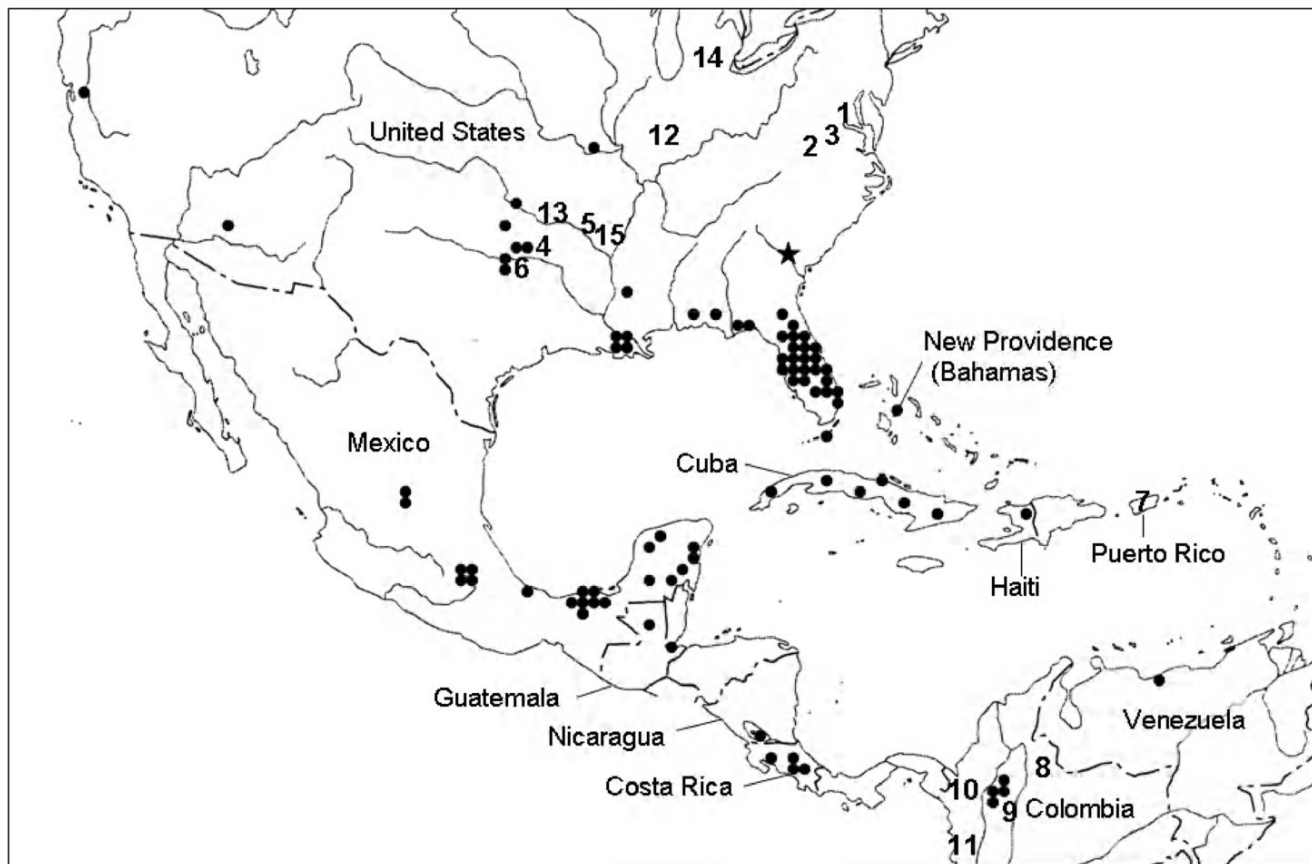 14
1
United States
12
3
2
13
5
15
4
6
New Providence
(Bahamas)
Mexico
Cuba
7
Puerto Rico
Haiti
Guatemala
Venezuela
Nicaragua
8
Costa Rica
10
9 Colombia
11